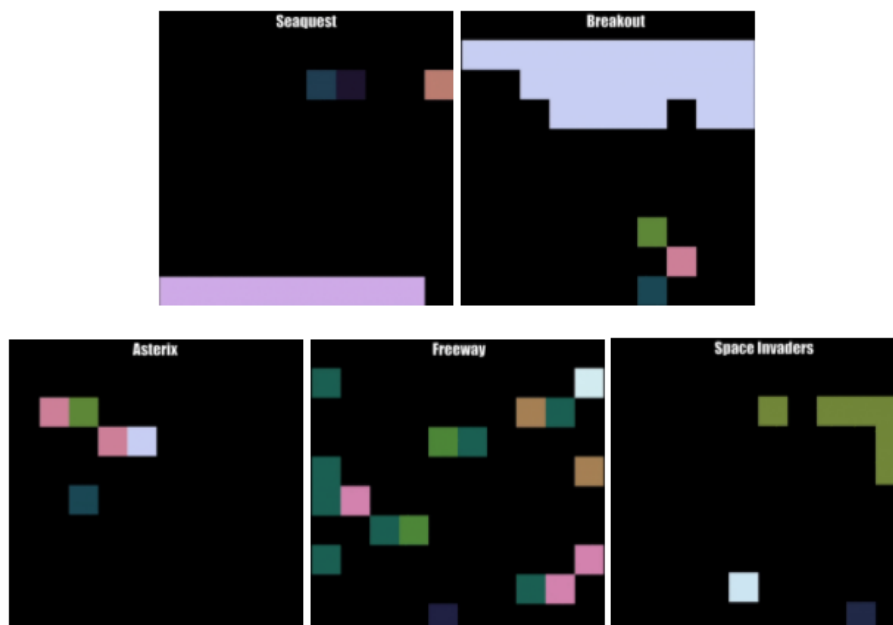 Seaquest
Breakout
Asterix
Freeway
Space Invaders